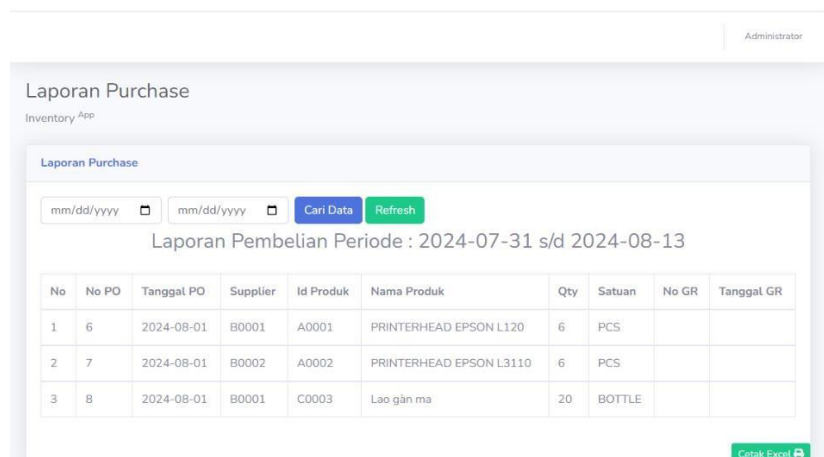 Administrator
Laporan Purchase
Inventory App
Laporan Purchase
mm/dd/yyyy mm/dd/yyyy Cari Data Refresh
Laporan Pembelian Periode : 2024-07-31 s/d 2024-08-13
No No PO Tanggal PO Supplier Id Produk Nama Produk Qty Satuan No GR Tanggal GR
1 6 2024-08-01 B0001 A0001 PRINTERHEAD EPSON L120 6 PCS
2 7 2024-08-01 B0002 A0002 PRINTERHEAD EPSON L3110 6 PCS
3 8 2024-08-01 B0001 C0003 Lao gàn ma 20 BOTTLE
Cetak Excel